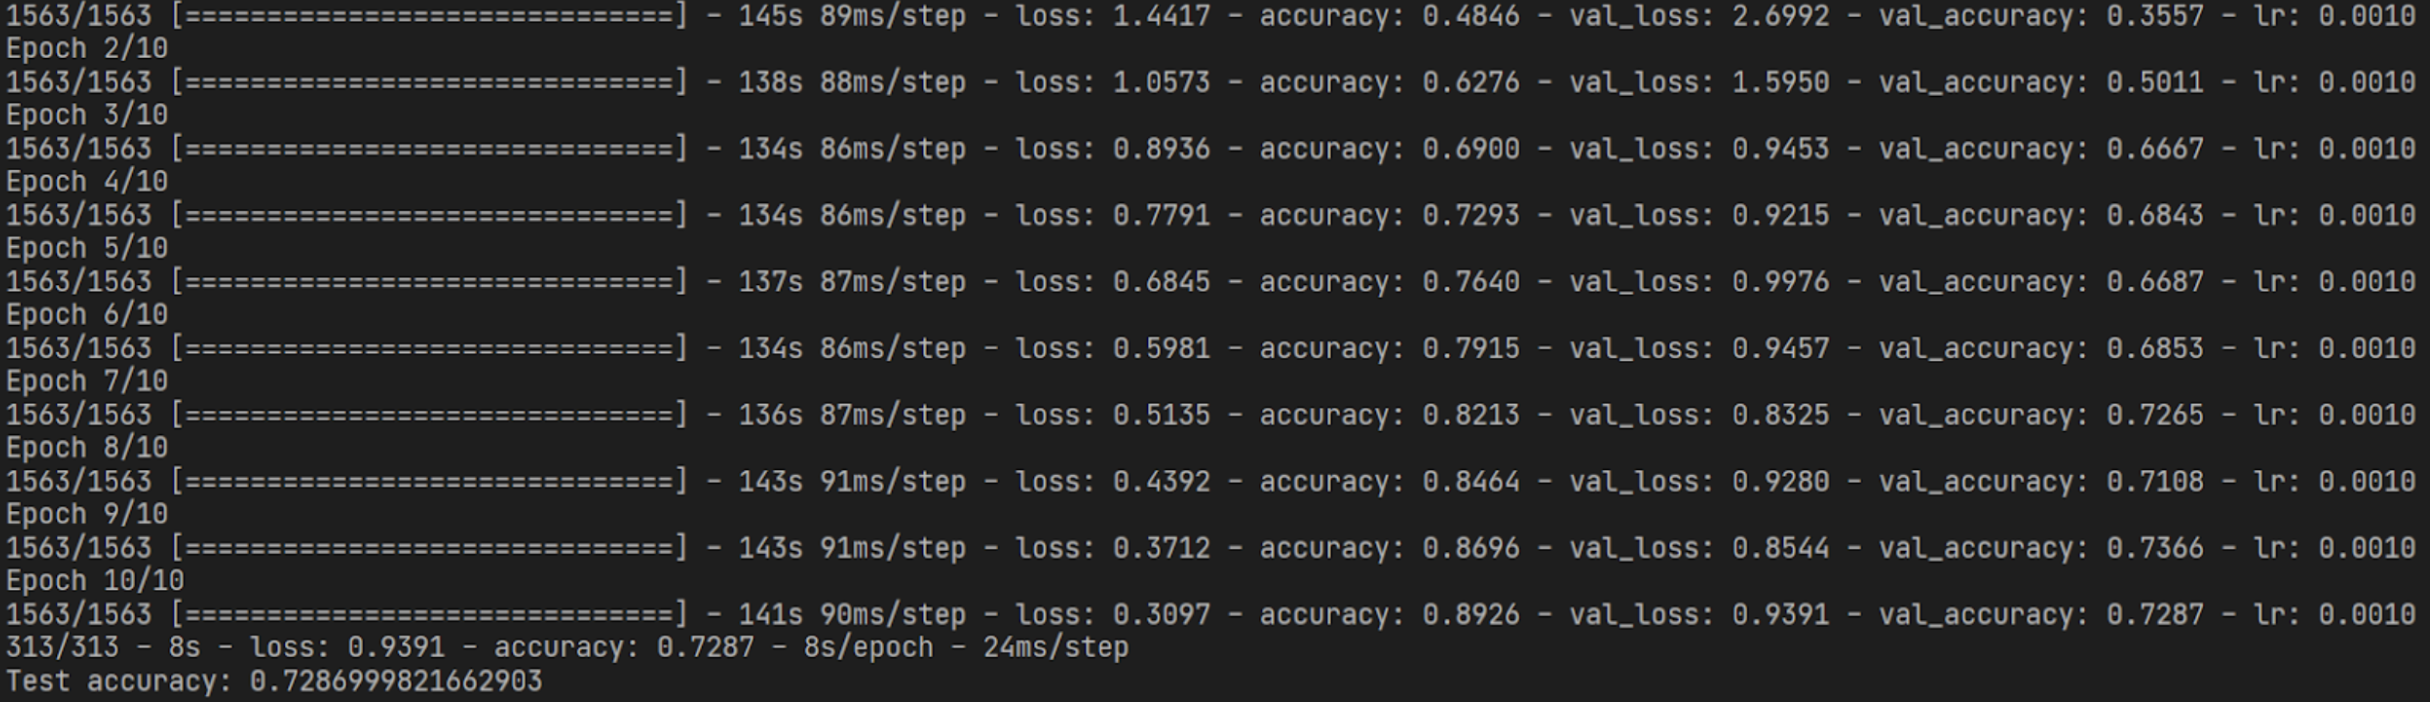 1563/1563 [==============================] - 145s 89ms/step - loss: 1.4417 - accuracy: 0.4846 - val_loss: 2.6992 - val_accuracy: 0.3557 - lr: 0.0010
Epoch 2/10
1563/1563 [==============================] - 138s 88ms/step - loss: 1.0573 - accuracy: 0.6276 - val_loss: 1.5950 - val_accuracy: 0.5011 - lr: 0.0010
Epoch 3/10
1563/1563 [==============================] - 134s 86ms/step - loss: 0.8936 - accuracy: 0.6900 - val_loss: 0.9453 - val_accuracy: 0.6667 - lr: 0.0010
Epoch 4/10
1563/1563 [==============================] - 134s 86ms/step - loss: 0.7791 - accuracy: 0.7293 - val_loss: 0.9215 - val_accuracy: 0.6843 - lr: 0.0010
Epoch 5/10
1563/1563 [==============================] - 137s 87ms/step - loss: 0.6845 - accuracy: 0.7640 - val_loss: 0.9976 - val_accuracy: 0.6687 - lr: 0.0010
Epoch 6/10
1563/1563 [==============================] - 134s 86ms/step - loss: 0.5981 - accuracy: 0.7915 - val_loss: 0.9457 - val_accuracy: 0.6853 - lr: 0.0010
Epoch 7/10
1563/1563 [==============================] - 136s 87ms/step - loss: 0.5135 - accuracy: 0.8213 - val_loss: 0.8325 - val_accuracy: 0.7265 - lr: 0.0010
Epoch 8/10
1563/1563 [==============================] - 143s 91ms/step - loss: 0.4392 - accuracy: 0.8464 - val_loss: 0.9280 - val_accuracy: 0.7108 - lr: 0.0010
Epoch 9/10
1563/1563 [==============================] - 143s 91ms/step - loss: 0.3712 - accuracy: 0.8696 - val_loss: 0.8544 - val_accuracy: 0.7366 - lr: 0.0010
Epoch 10/10
1563/1563 [==============================] - 141s 90ms/step - loss: 0.3097 - accuracy: 0.8926 - val_loss: 0.9391 - val_accuracy: 0.7287 - lr: 0.0010
313/313 - 8s - loss: 0.9391 - accuracy: 0.7287 - 8s/epoch - 24ms/step
Test accuracy: 0.7286999821662903